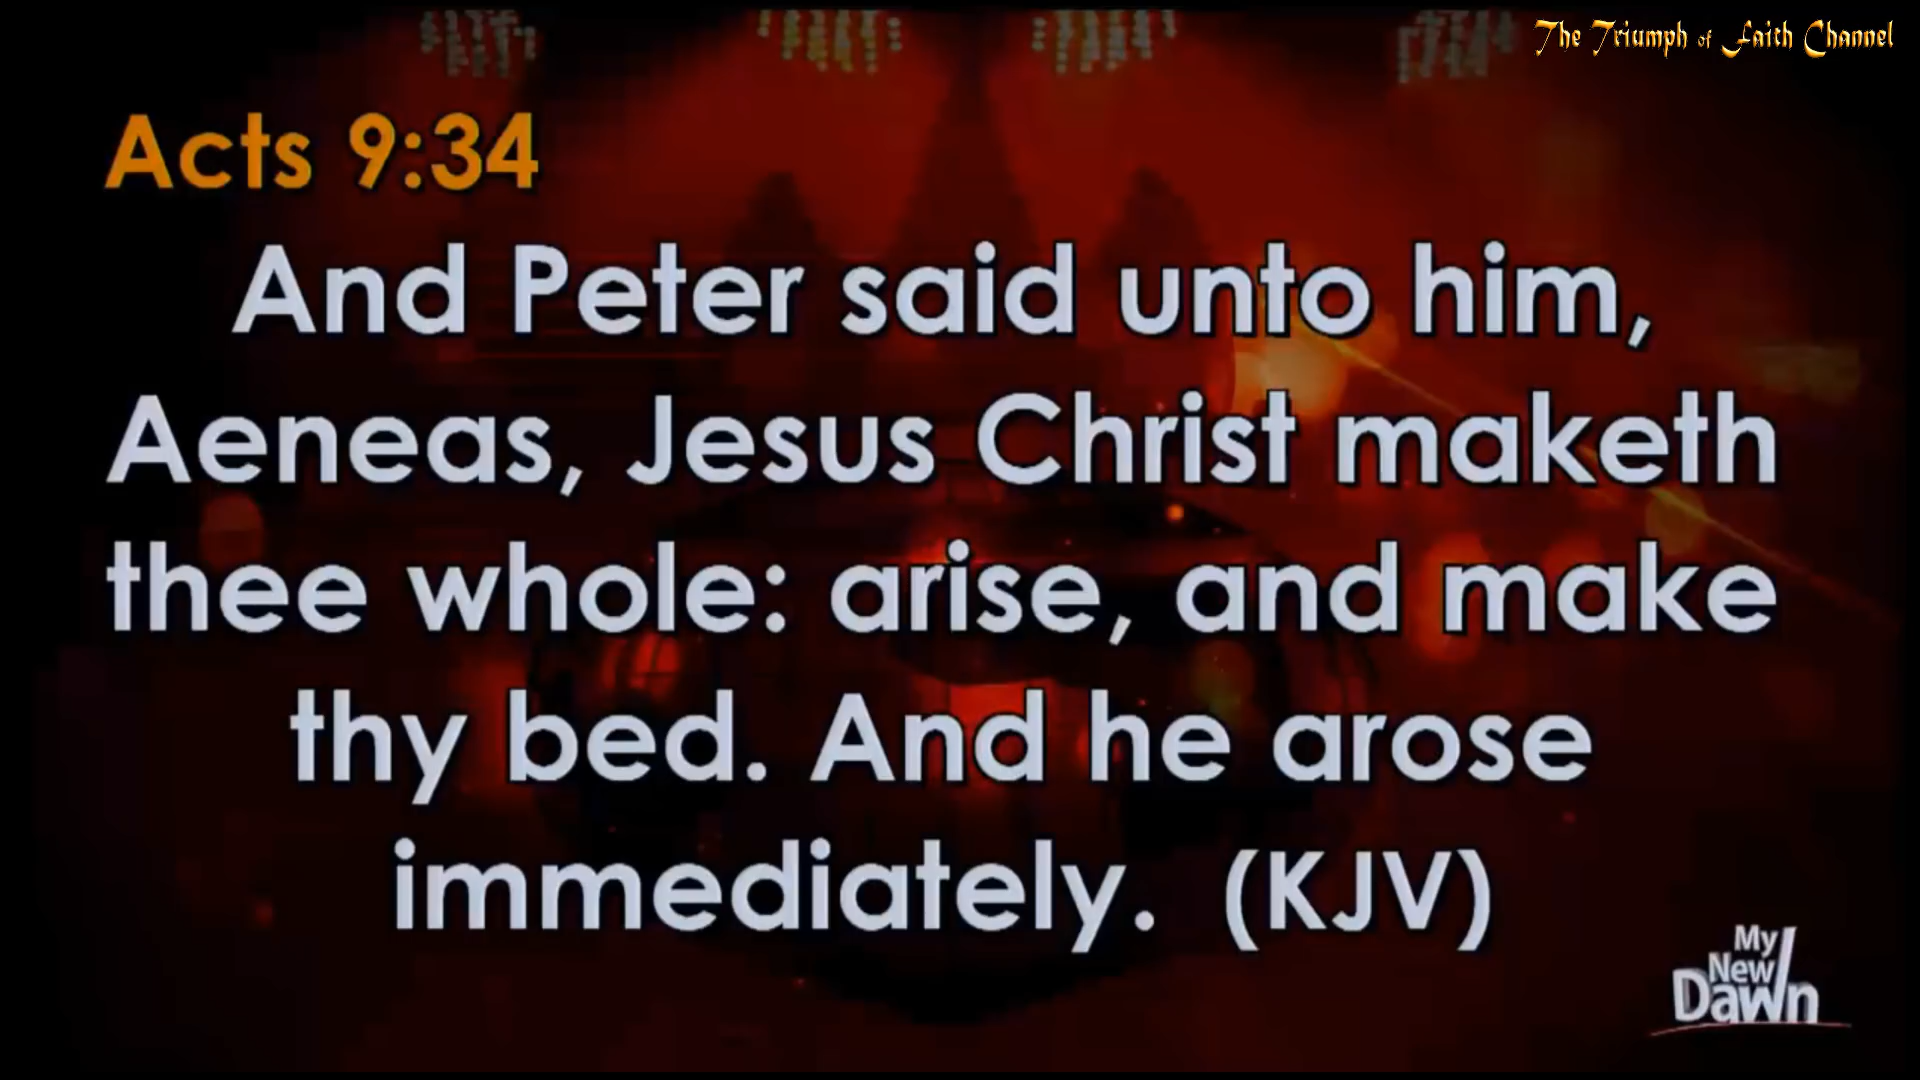 The Triumph of Faith Channel
Acts 9:34
And Peter said unto him,
Aeneas, Jesus Christ maketh
thee whole: arise, and make
thy bed. And he arose
immediately. (KJV)
My
New
Dawn